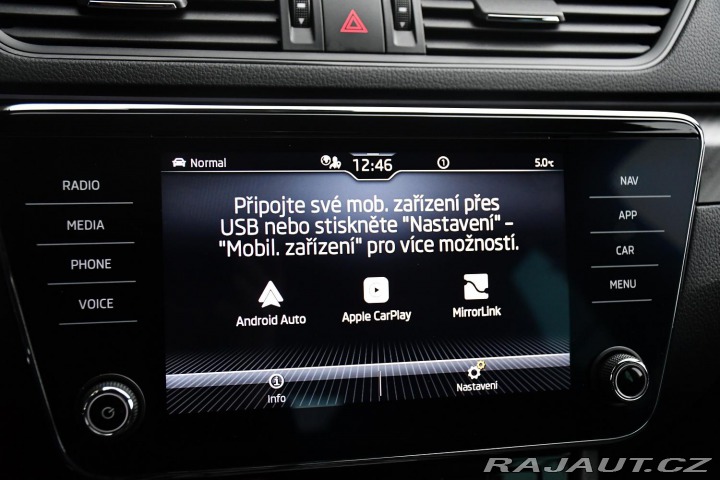 Normal
12:46
1
5.0°C
RADIO
MEDIA
PHONE
VOICE
Připojte své mob. zařízení přes
USB nebo stiskněte "Nastavení" –
"Mobil. zařízení" pro více možností.
Android Auto
Apple CarPlay
MirrorLink
Info
Nastavení
NAV
APP
CAR
MENU
RAJAUT.CZ